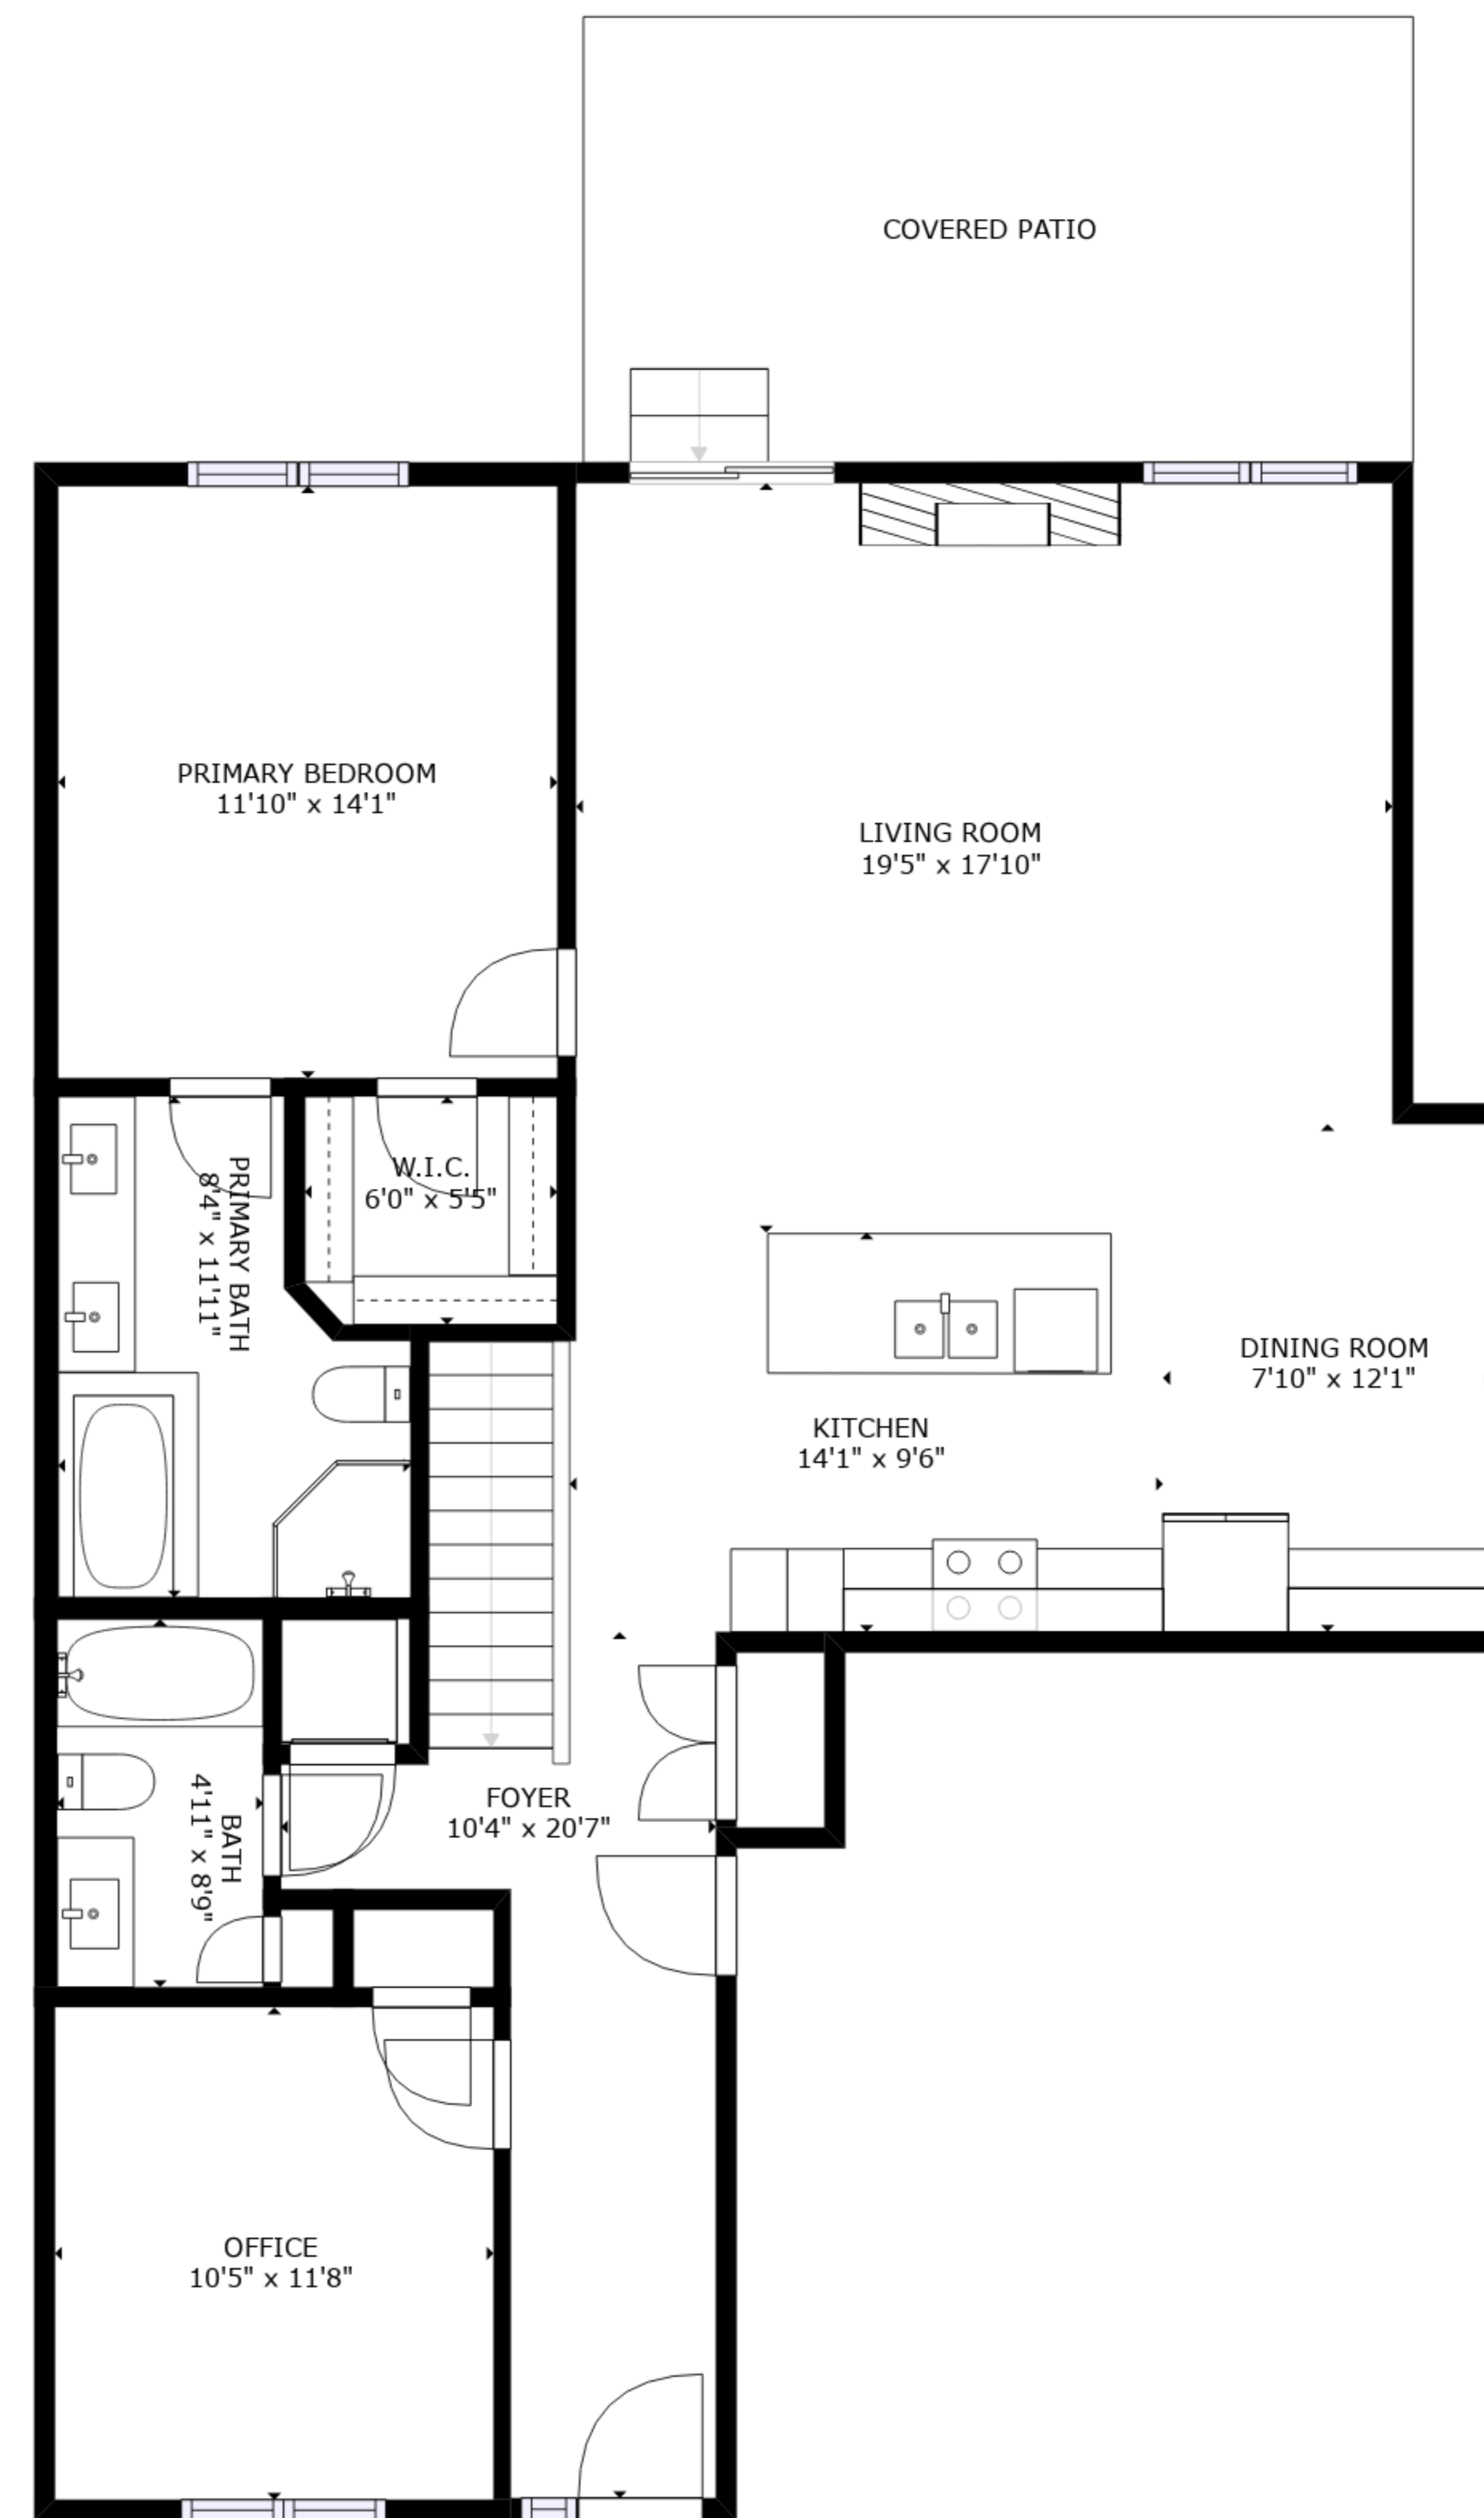 COVERED PATIO
PRIMARY BEDROOM
11'10" x 14'1"
LIVING ROOM
19'5" x 17'10"
PRIMARY BATH
8'4" x 11'11"
W.I.C.
6'0" x 5'5"
DINING ROOM
7'10" x 12'1"
KITCHEN
14'1" x 9'6"
FOYER
10'4" x 20'7"
BATH
4'11" x 8'9"
OFFICE
10'5" x 11'8"